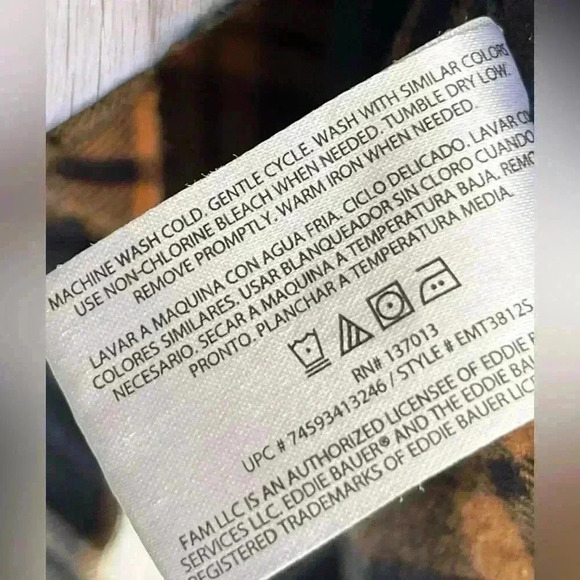 MACHINE WASH COLD. GENTLE CYCLE. WASH WITH SIMILAR COLORS
USE NON-CHLORINE BLEACH WHEN NEEDED. TUMBLE DRY LOW.
REMOVE PROMPTLY. WARM IRON WHEN NEEDED.
LAVAR A MAQUINA CON AGUA FRIA. CICLO DELICADO. LAVAR
COLORES SIMILARES. USAR BLANQUEADOR SIN CLORO CUANDO
NECESARIO. SECAR A MAQUINA A TEMPERATURA BAJA.
PRONTO. PLANCHAR A TEMPERATURA MEDIA.
RN# 137013
UPC # 74593413246 / STYLE # EMT3812S
FAM LLC IS AN AUTHORIZED LICENSEE OF EDDIE
SERVICES LLC. EDDIE BAUER® AND THE EDDIE
REGISTERED TRADEMARKS OF EDDIE BAUER